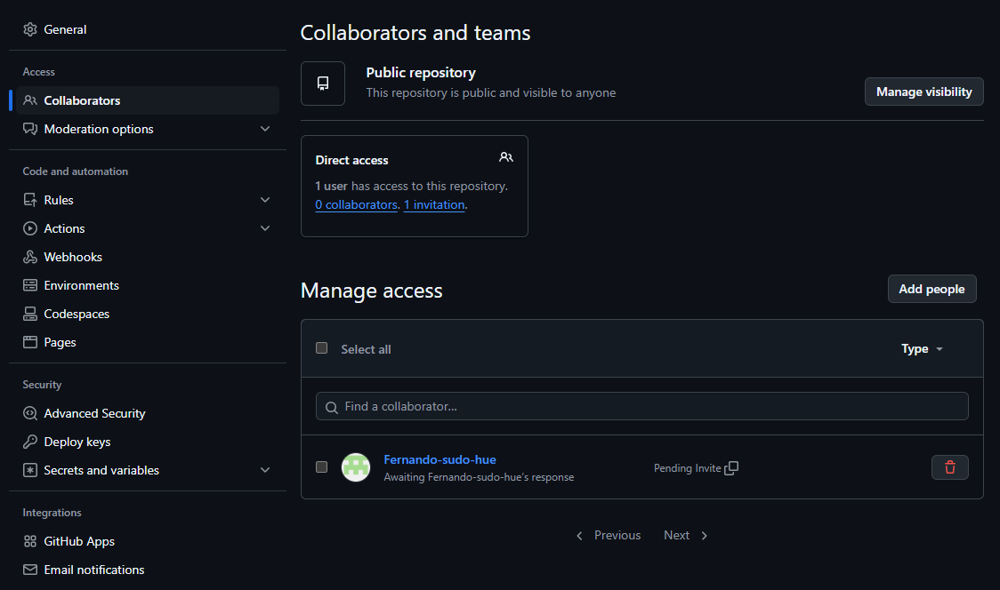 General
Access
Collaborators
Moderation options
Code and automation
Rules
Actions
Webhooks
Environments
Codespaces
Pages
Security
Advanced Security
Deploy keys
Secrets and variables
Integrations
GitHub Apps
Email notifications
Collaborators and teams
Public repository
This repository is public and visible to anyone
Manage visibility
Direct access
1 user has access to this repository.
0 collaborators. 1 invitation.
Manage access
Add people
Select all
Type
Find a collaborator...
Fernando-sudo-hue
Awaiting Fernando-sudo-hue's response
Pending Invite
Previous
Next